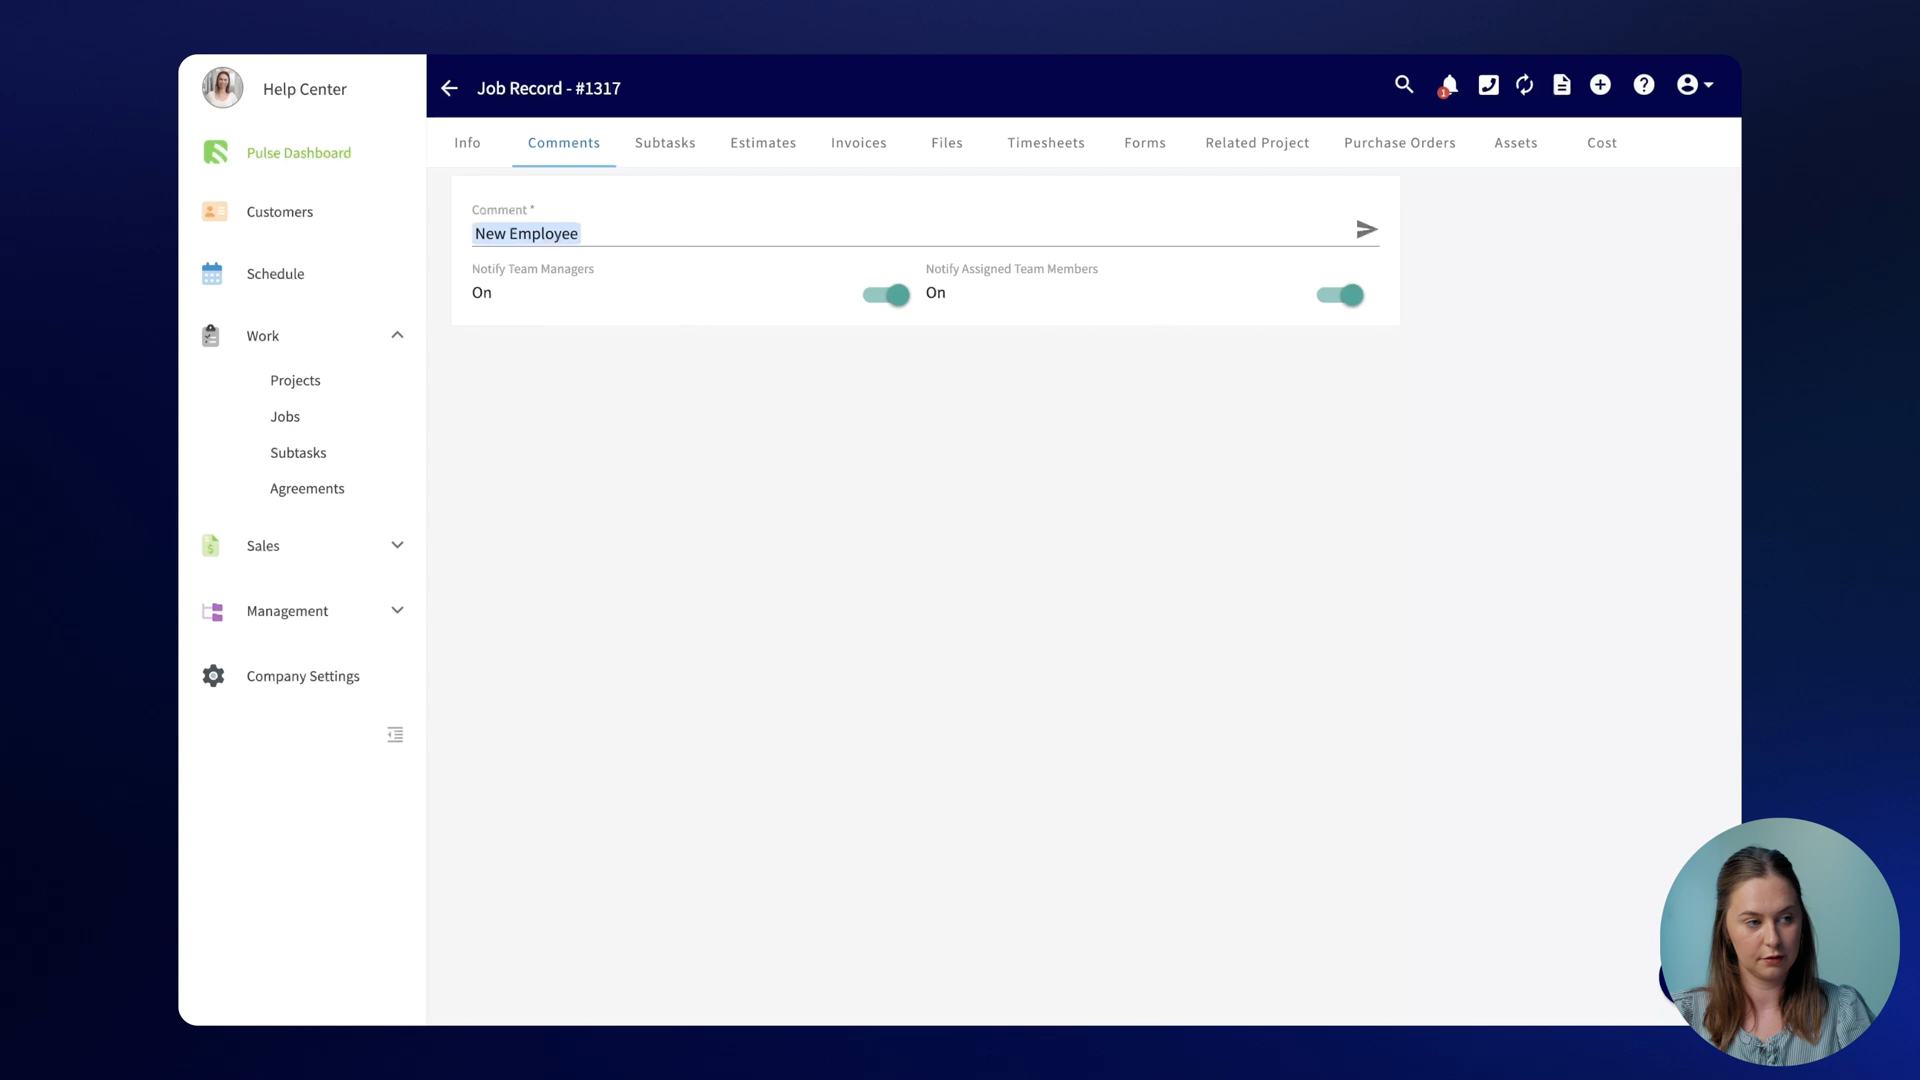 Help Center
Job Record - #1317
1
Info Comments Subtasks Estimates Invoices Files Timesheets Forms Related Project Purchase Orders Assets Cost
Pulse Dashboard
Customers
Schedule
Work
Projects
Jobs
Subtasks
Agreements
Sales
Management
Company Settings
Comment *
New Employee
Notify Team Managers
On
Notify Assigned Team Members
On